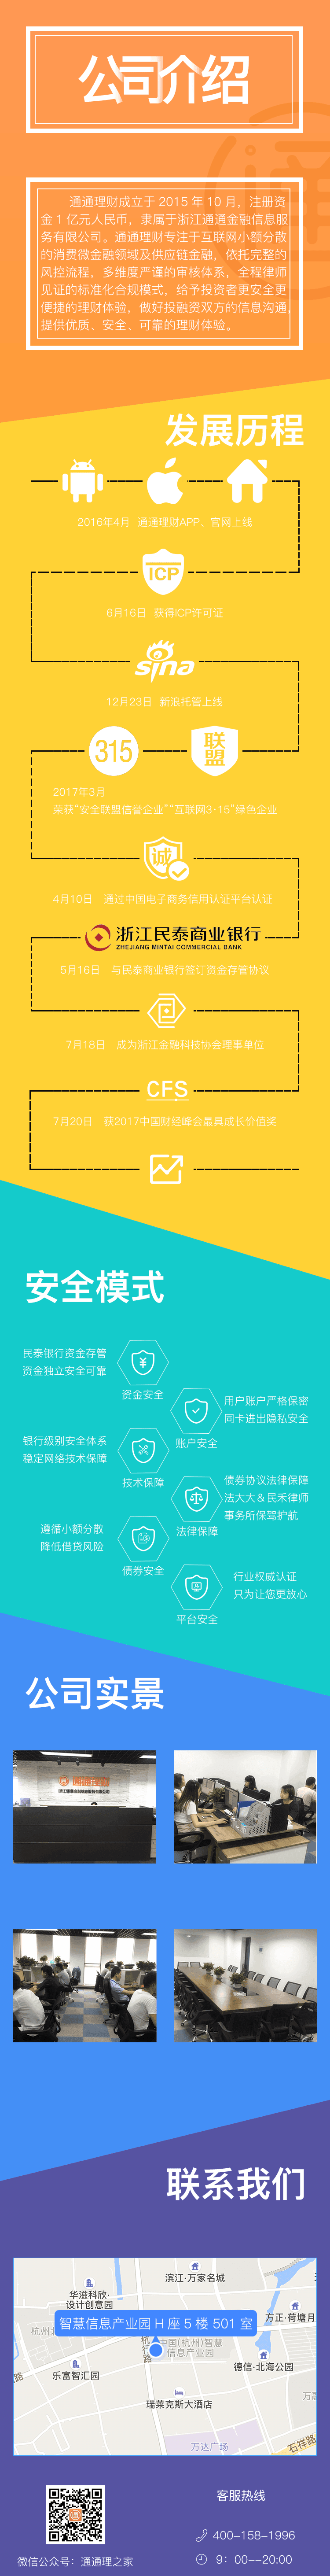 公司介绍
通通理财成立于 2015 年 10 月，注册资
金 1 亿元人民币，隶属于浙江通通金融信息服
务有限公司。通通理财专注于互联网小额分散
的消费微金融领域及供应链金融，依托完整的
风控流程，多维度严谨的审核体系，全程律师
见证的标准化合规模式，给予投资者更安全更
便捷的理财体验，做好投融资双方的信息沟通，
提供优质、安全、可靠的理财体验。
发展历程
2016年4月 通通理财APP、官网上线
ICP
6月16日 获得ICP许可证
sina
12月23日 新浪托管上线
315
联盟
2017年3月
荣获“安全联盟信誉企业”“互联网3·15”绿色企业
诚
4月10日 通过中国电子商务信用认证平台认证
浙江民泰商业银行
ZHEJIANG MINTAI COMMERCIAL BANK
5月16日 与民泰商业银行签订资金存管协议
7月18日 成为浙江金融科技协会理事单位
CFS
7月20日 获2017中国财经峰会最具成长价值奖
安全模式
民泰银行资金存管
资金独立安全可靠
资金安全
用户账户严格保密
同卡进出隐私安全
账户安全
银行级别安全体系
稳定网络技术保障
技术保障
债券协议法律保障
法大大＆民禾律师
事务所保驾护航
法律保障
遵循小额分散
降低借贷风险
债券安全
行业权威认证
只为让您更放心
平台安全
公司实景
联系我们
滨江·万家名城
华滋科欣·
设计创意园
方正·荷塘月
智慧信息产业园 H 座 5 楼 501 室
中国(杭州)智慧
信息产业园
德信·北海公园
乐富智汇园
瑞莱克斯大酒店
万达广场
石祥路
客服热线
400-158-1996
9：00--20:00
微信公众号：通通理之家